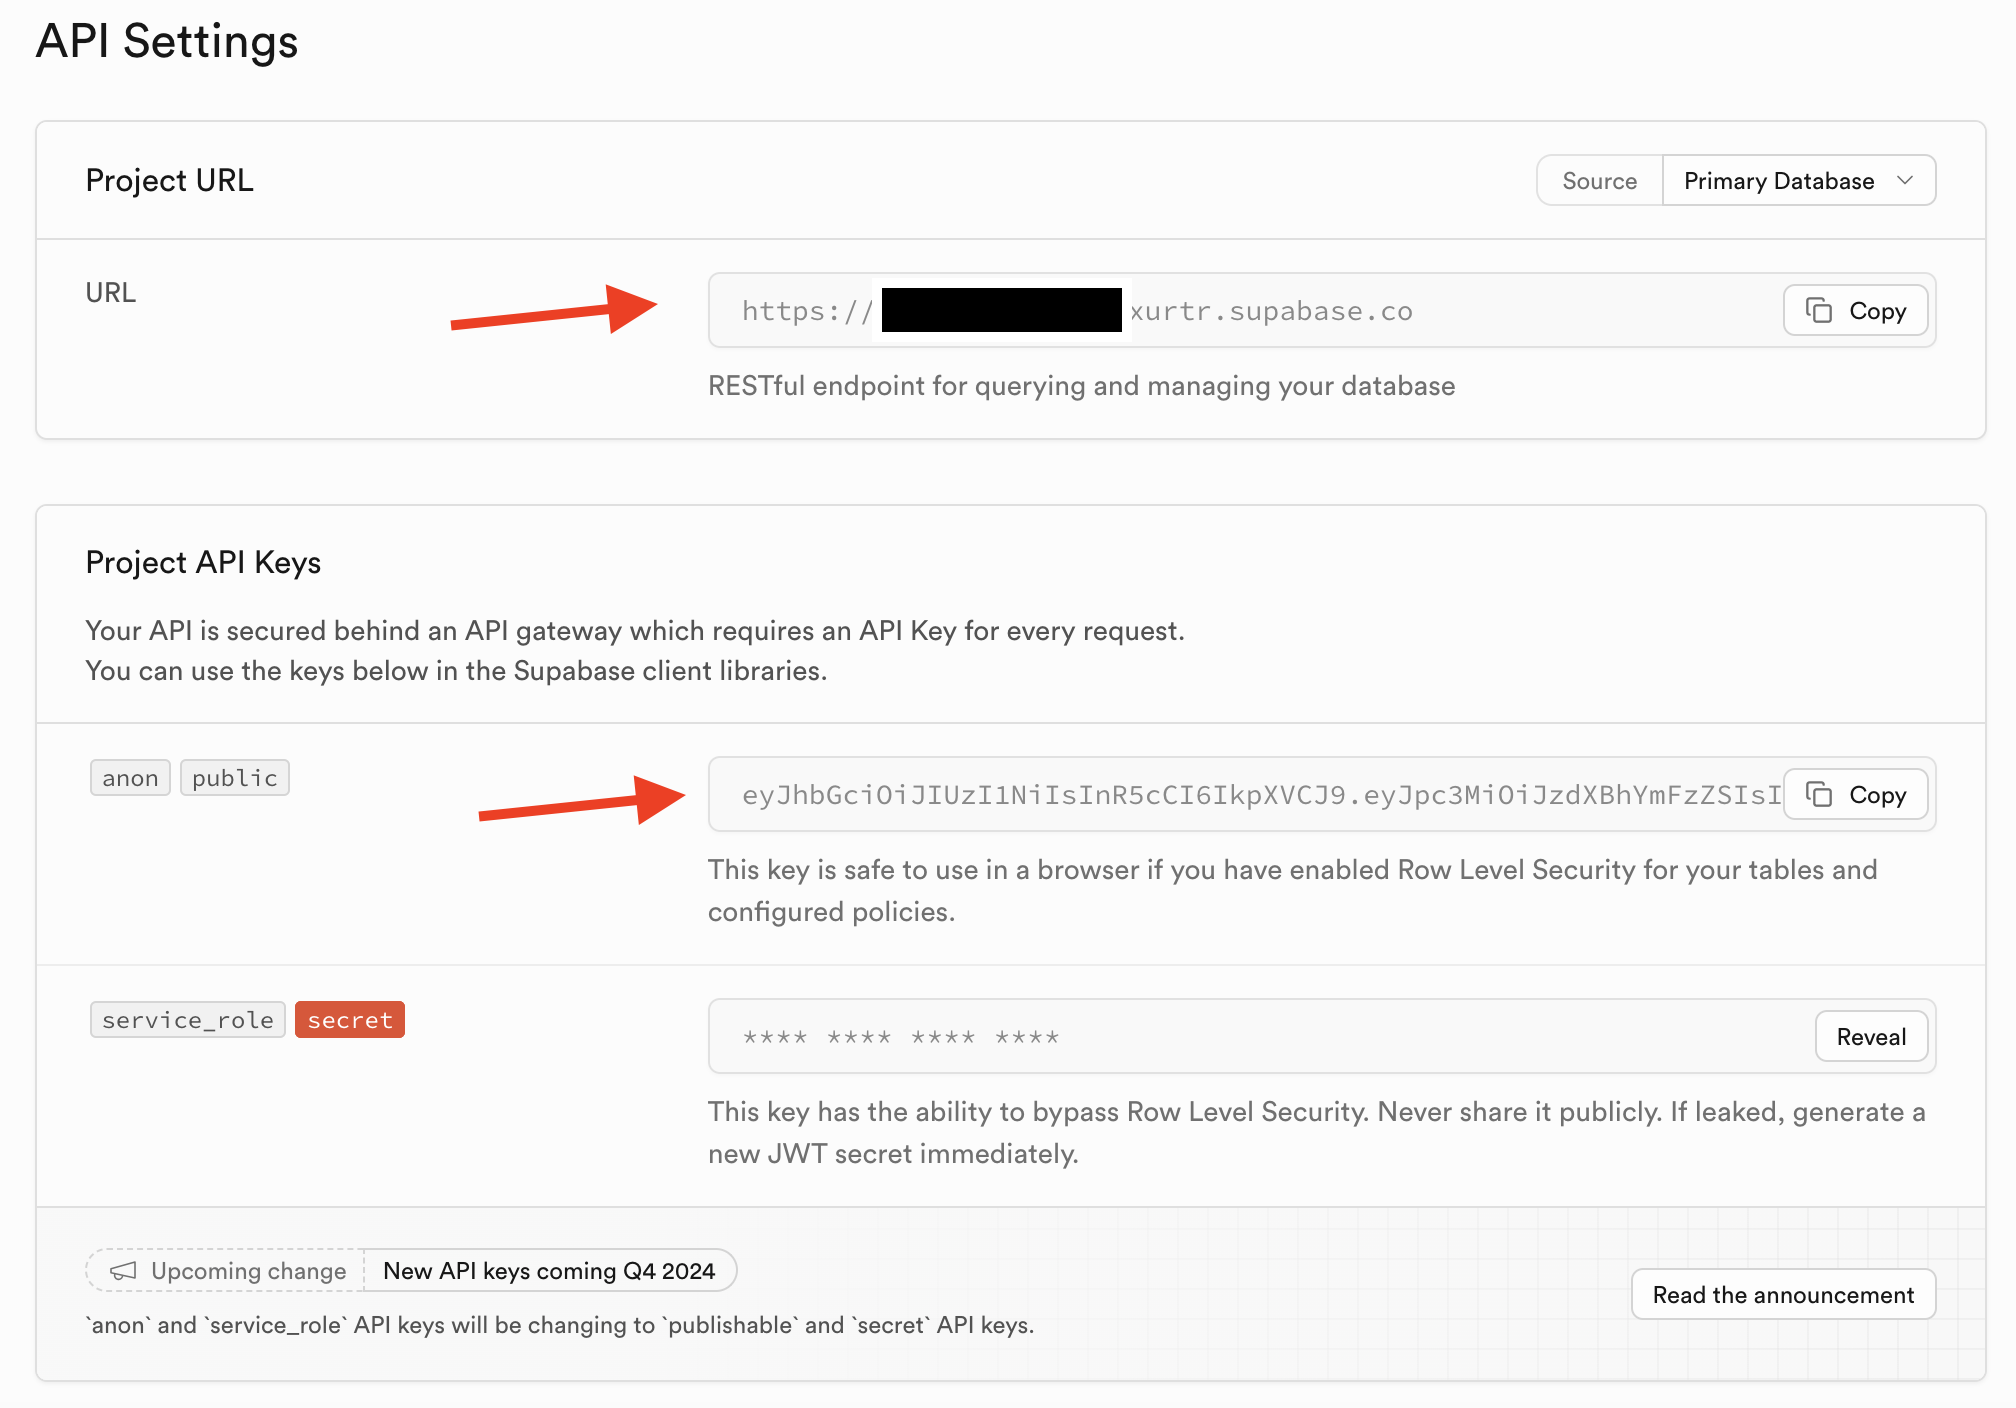 API Settings
Project URL
Source
Primary Database
URL
https:// xurtr.supabase.co
Copy
RESTful endpoint for querying and managing your database
Project API Keys
Your API is secured behind an API gateway which requires an API Key for every request.
You can use the keys below in the Supabase client libraries.
anon public
eyJhbGciOiJIUzI1NiIsInR5cCI6IkpXVCJ9.eyJpc3MiOiJzdXBhYmFzZSIsI
Copy
This key is safe to use in a browser if you have enabled Row Level Security for your tables and
configured policies.
service_role secret
**** **** **** ****
Reveal
This key has the ability to bypass Row Level Security. Never share it publicly. If leaked, generate a
new JWT secret immediately.
Upcoming change
New API keys coming Q4 2024
`anon` and `service_role` API keys will be changing to `publishable` and `secret` API keys.
Read the announcement